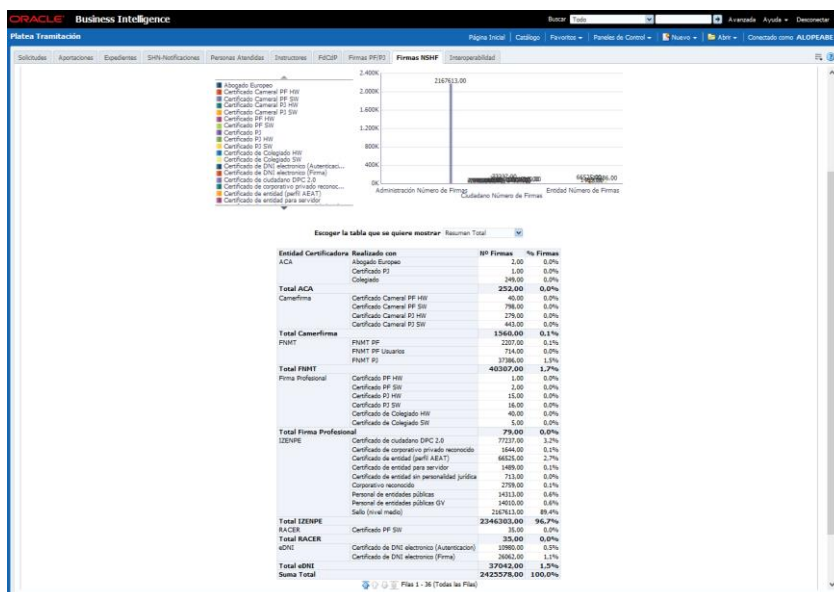 ORACLE Business Intelligence
Buscar Todo Avanzada Ayuda Desconectar
Platea Tramitación
Página Inicial Catálogo Favoritos Paneles de Control Nuevo Abrir Conectado como ALOPEABE
Solicitudes Aportaciones Expedientes SHN-Notificaciones Personas Atendidas Instructores FdCdP Firmas PF/PJ Firmas NSHF Interoperabilidad
Abogado Europeo
Certificado Cameral PF HW
Certificado Cameral PF SW
Certificado Cameral PJ HW
Certificado Cameral PJ SW
Certificado PF HW
Certificado PF SW
Certificado PJ
Certificado PJ HW
Certificado PJ SW
Certificado de Colegiado HW
Certificado de Colegiado SW
Certificado de DNI electronico (Autenticaci...
Certificado de DNI electronico (Firma)
Certificado de ciudadano DPC 2.0
Certificado de corporativo privado reconoc...
Certificado de entidad (perfil AEAT)
Certificado de entidad para servidor
2.400K
2.000K
1.600K
1.200K
800K
400K
0K
2167613.00
Administración Número de Firmas
Ciudadano Número de Firmas
Entidad Número de Firmas
Escoger la tabla que se quiere mostrar Resumen Total
Entidad Certificadora Realizado con Nº Firmas % Firmas
ACA Abogado Europeo 2,00 0,0%
Certificado PJ 1,00 0,0%
Colegiado 249,00 0,0%
Total ACA 252,00 0,0%
Camerfirma Certificado Cameral PF HW 40,00 0,0%
Certificado Cameral PF SW 798,00 0,0%
Certificado Cameral PJ HW 279,00 0,0%
Certificado Cameral PJ SW 443,00 0,0%
Total Camerfirma 1560,00 0,1%
FNMT FNMT PF 2207,00 0,1%
FNMT PF Usuarios 714,00 0,0%
FNMT PJ 37386,00 1,5%
Total FNMT 40307,00 1,7%
Firma Profesional Certificado PF HW 1,00 0,0%
Certificado PF SW 2,00 0,0%
Certificado PJ HW 15,00 0,0%
Certificado PJ SW 16,00 0,0%
Certificado de Colegiado HW 40,00 0,0%
Certificado de Colegiado SW 5,00 0,0%
Total Firma Profesional 79,00 0,0%
IZENPE Certificado de ciudadano DPC 2.0 77237,00 3,2%
Certificado de corporativo privado reconocido 1644,00 0,1%
Certificado de entidad (perfil AEAT) 66525,00 2,7%
Certificado de entidad para servidor 1489,00 0,1%
Certificado de entidad sin personalidad jurídica 713,00 0,0%
Corporativo reconocido 2759,00 0,1%
Personal de entidades públicas 14313,00 0,6%
Personal de entidades públicas GV 14010,00 0,6%
Sello (nivel medio) 2167613,00 89,4%
Total IZENPE 2346303,00 96,7%
RACER Certificado PF SW 35,00 0,0%
Total RACER 35,00 0,0%
eDNI Certificado de DNI electronico (Autenticacion) 10980,00 0,5%
Certificado de DNI electronico (Firma) 26062,00 1,1%
Total eDNI 37042,00 1,5%
Suma Total 2425578,00 100,0%
Filas 1 - 36 (Todas las Filas)